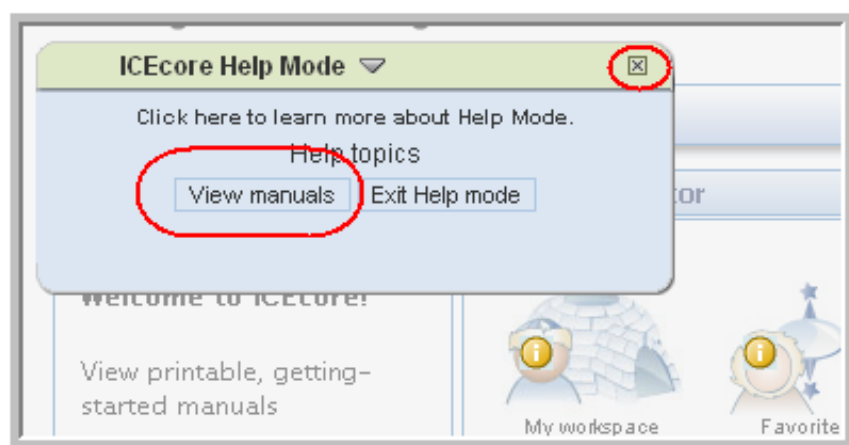 ICEcore Help Mode
Click here to learn more about Help Mode.
Help topics
View manuals Exit Help mode
Welcome to ICEcore!
View printable, getting-
started manuals
My workspace
Favorite